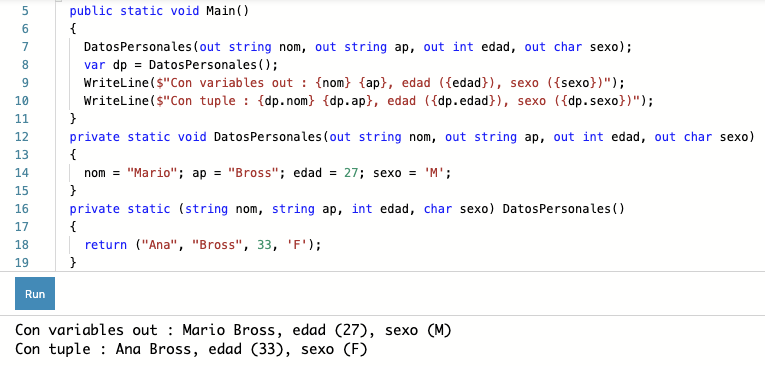 5 public static void Main()
6 {
7 DatosPersonales(out string nom, out string ap, out int edad, out char sexo);
8 var dp = DatosPersonales();
9 WriteLine($"Con variables out : {nom} {ap}, edad ({edad}), sexo ({sexo})");
10 WriteLine($"Con tuple : {dp.nom} {dp.ap}, edad ({dp.edad}), sexo ({dp.sexo})");
11 }
12 private static void DatosPersonales(out string nom, out string ap, out int edad, out char sexo)
13 {
14 nom = "Mario"; ap = "Bross"; edad = 27; sexo = 'M';
15 }
16 private static (string nom, string ap, int edad, char sexo) DatosPersonales()
17 {
18 return ("Ana", "Bross", 33, 'F');
19 }
Run
Con variables out : Mario Bross, edad (27), sexo (M)
Con tuple : Ana Bross, edad (33), sexo (F)